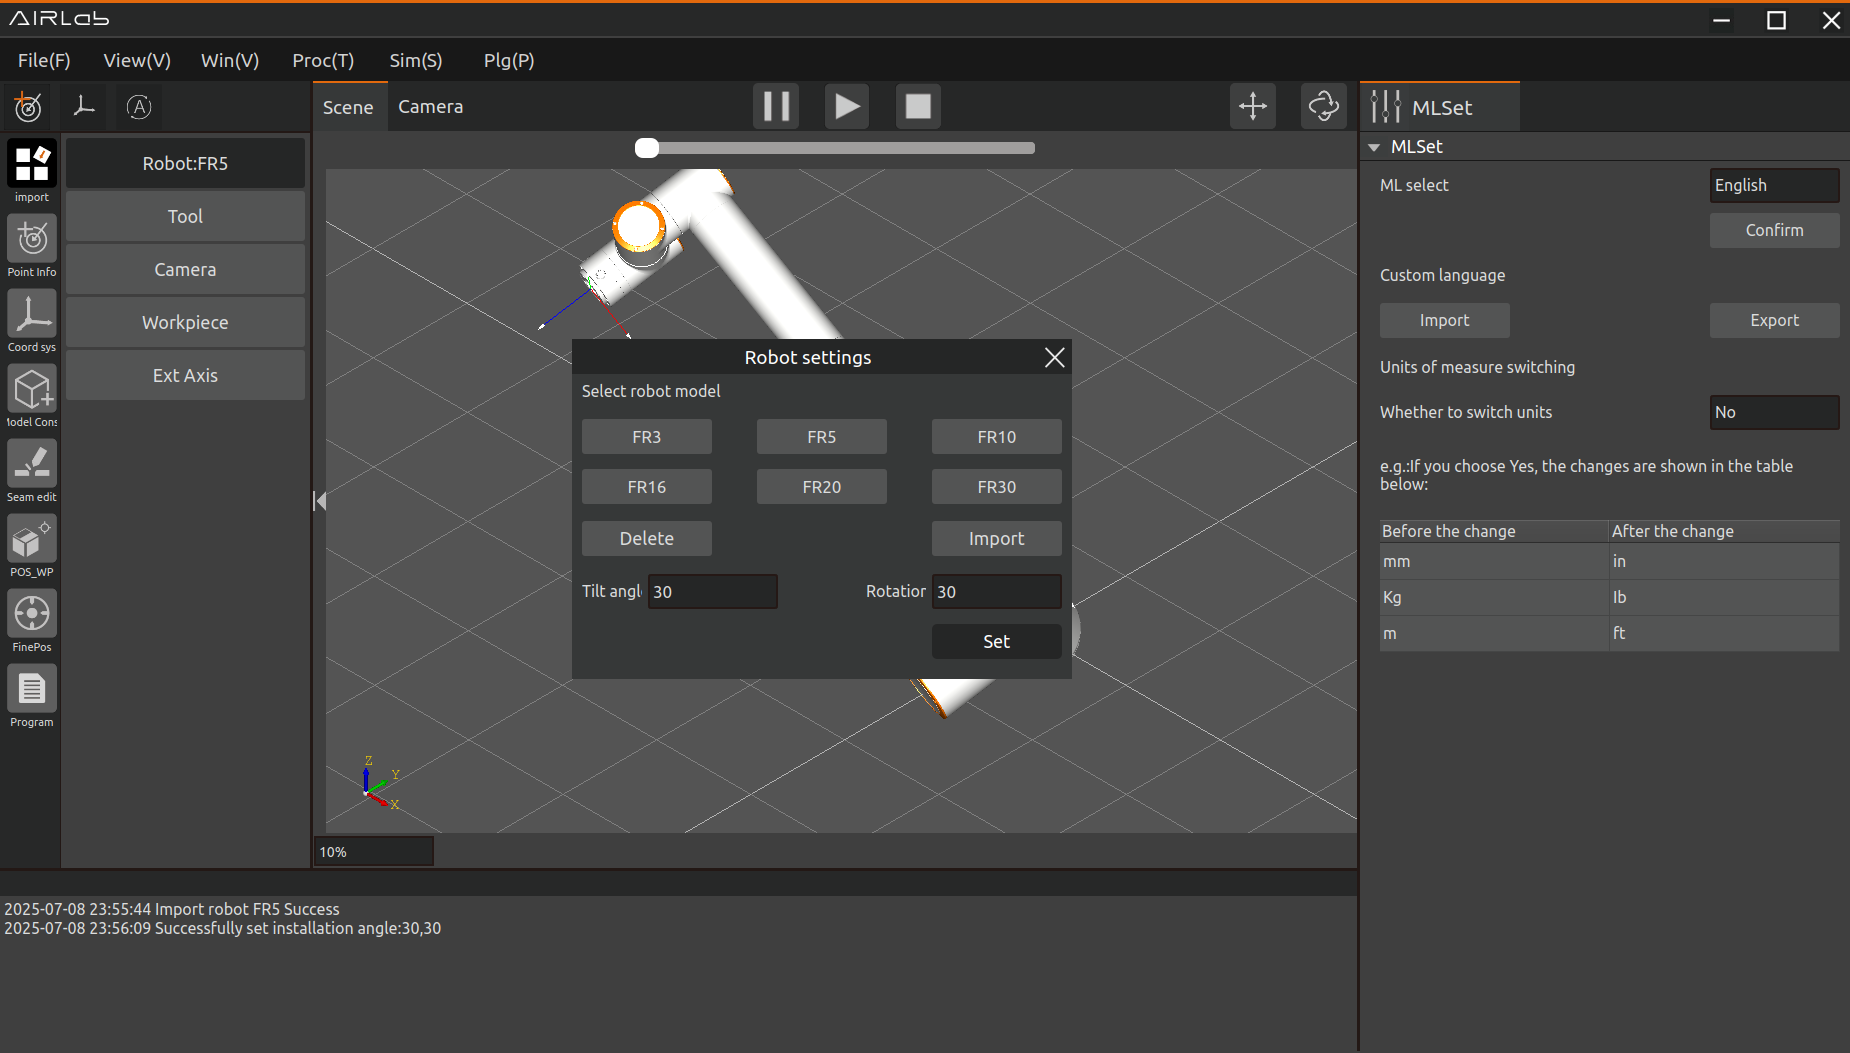 AIRLab
File(F) View(V) Win(V) Proc(T) Sim(S) Plg(P)
A
import
Point Info
Coord sys
Model Cons
Seam edit
POS_WP
FinePos
Program
Robot:FR5
Tool
Camera
Workpiece
Ext Axis
Scene Camera
Robot settings
Select robot model
FR3 FR5 FR10
FR16 FR20 FR30
Delete Import
Tilt angl 30 Rotation 30
Set
Z
Y
X
10%
2025-07-08 23:55:44 Import robot FR5 Success
2025-07-08 23:56:09 Successfully set installation angle:30,30
MLSet
MLSet
ML select English
Confirm
Custom language
Import Export
Units of measure switching
Whether to switch units No
e.g.:If you choose Yes, the changes are shown in the table
below:
Before the change After the change
mm in
Kg lb
m ft